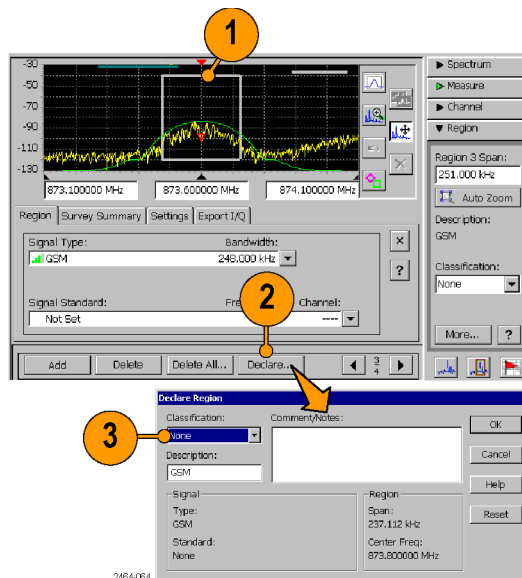 1
-30
-50
-70
-90
-110
-130
873.100000 MHz 873.600000 MHz 874.100000 MHz
Spectrum
Measure
Channel
Region
Region 3 Span:
251.000 kHz
Auto Zoom
Description:
GSM
Classification:
None
More... ?
Region Survey Summary Settings Export I/Q
Signal Type: Bandwidth:
GSM 248.000 kHz
?
Signal Standard: Fre Channel:
Not Set ----
2
Add Delete Delete All... Declare... 3 4
Declare Region
3
Classification: Comment/Notes:
None
Description:
GSM
OK
Cancel
Help
Reset
Signal
Type:
GSM
Standard:
None
Region
Span:
237.112 kHz
Center Freq:
873.800000 MHz
2464-064